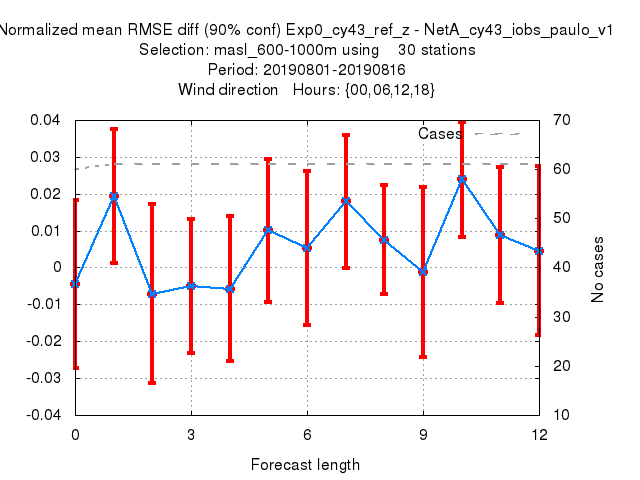 Normalized mean RMSE diff (90% conf) Exp0_cy43_ref_z - NetA_cy43_iobs_paulo_v1
Selection: masl_600-1000m using 30 stations
Period: 20190801-20190816
Wind direction Hours: {00,06,12,18}
0.04
0.03
0.02
0.01
0
-0.01
-0.02
-0.03
-0.04
Cases
70
60
50
40
30
20
10
No cases
0 3 6 9 12
Forecast length